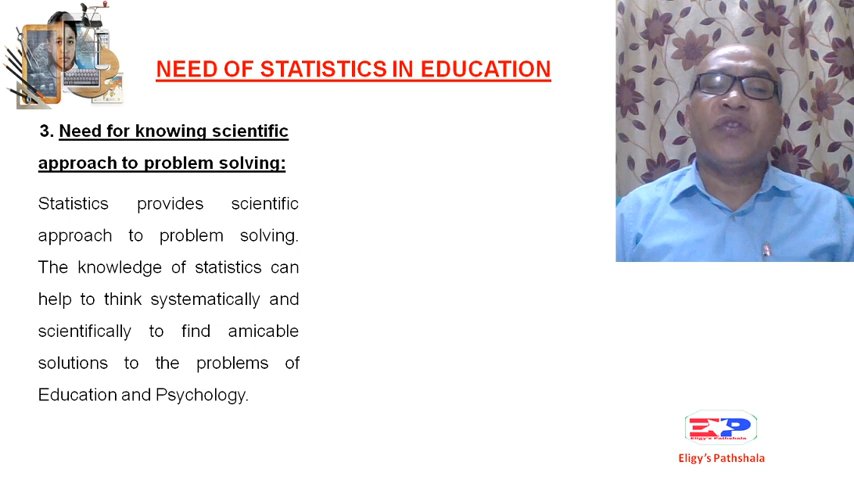 NEED OF STATISTICS IN EDUCATION
3. Need for knowing scientific
approach to problem solving:
Statistics provides scientific
approach to problem solving.
The knowledge of statistics can
help to think systematically and
scientifically to find amicable
solutions to the problems of
Education and Psychology.
EP
Eligy's Pathshala
Eligy's Pathshala